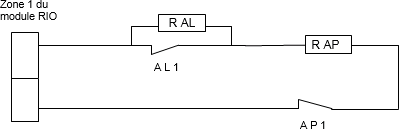 Zone 1 du
module RIO
R AL
R AP
A L 1
A P 1